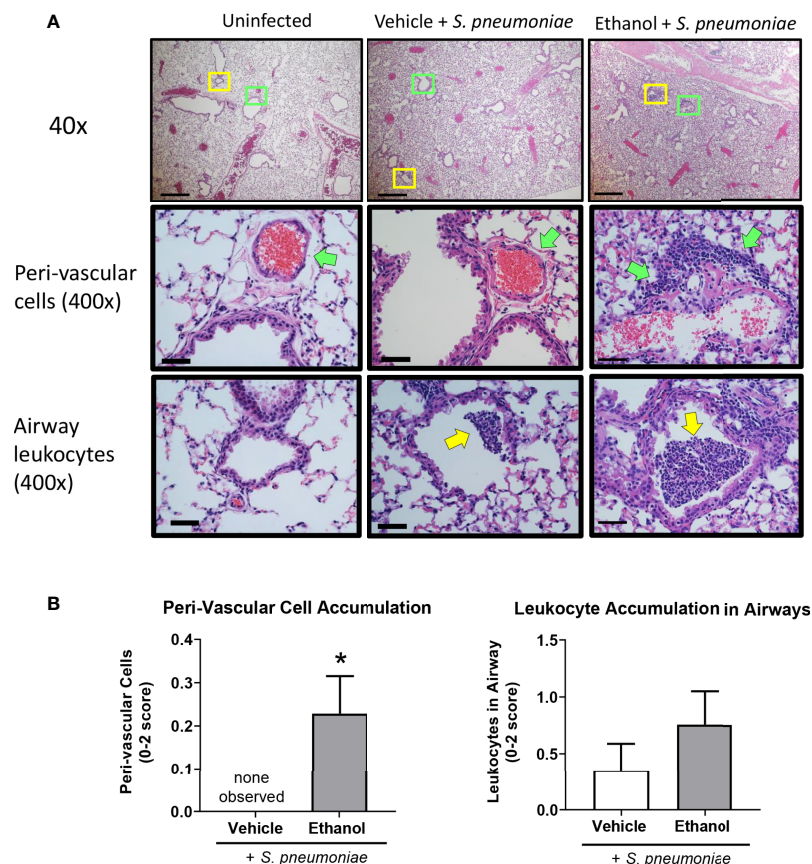 A
Uninfected
Vehicle + S. pneumoniae
Ethanol + S. pneumoniae
40x
Peri-vascular
cells (400x)
Airway
leukocytes
(400x)
B
Peri-Vascular Cell Accumulation
Peri-vascular Cells
(0-2 score)
0.4
0.3
0.2
0.1
0.0
*
none
observed
Vehicle
Ethanol
+ S. pneumoniae
Leukocyte Accumulation in Airways
Leukocytes in Airway
(0-2 score)
1.5
1.0
0.5
0.0
Vehicle
Ethanol
+ S. pneumoniae